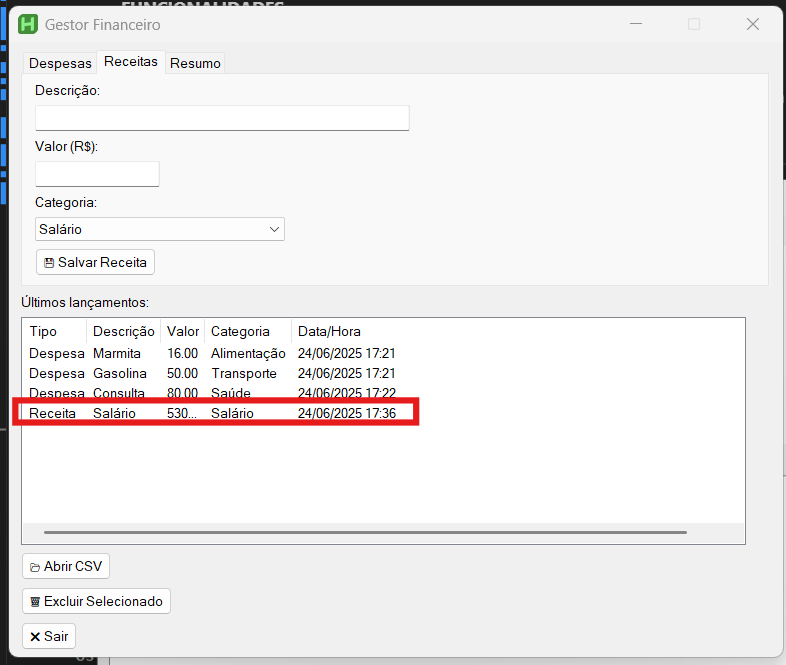 FUNCIONALIDADES
Gestor Financeiro
Despesas Receitas Resumo
Descrição:
Valor (R$):
Categoria:
Salário
Salvar Receita
Últimos lançamentos:
Tipo Descrição Valor Categoria Data/Hora
Despesa Marmita 16.00 Alimentação 24/06/2025 17:21
Despesa Gasolina 50.00 Transporte 24/06/2025 17:21
Despesa Consulta 80.00 Saúde 24/06/2025 17:22
Receita Salário 530... Salário 24/06/2025 17:36
Abrir CSV
Excluir Selecionado
Sair